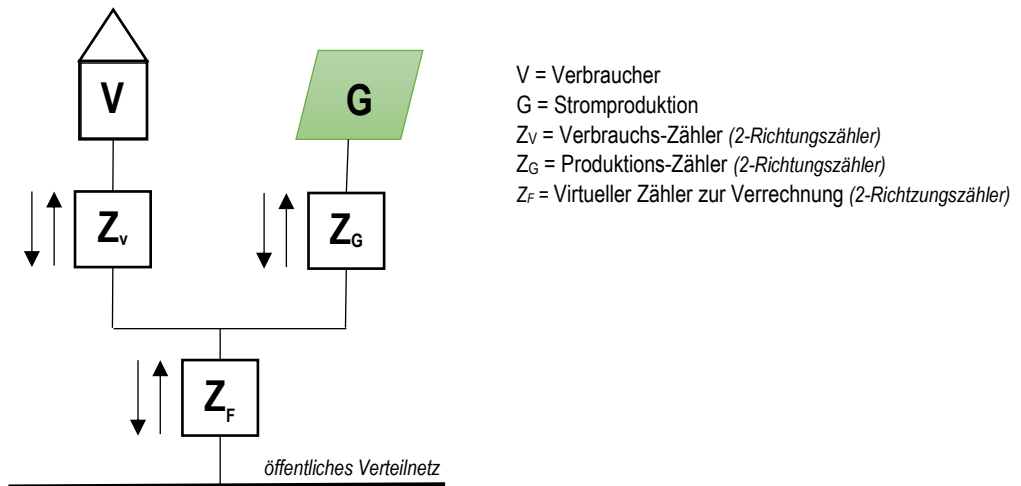 V
G
V = Verbraucher
G = Stromproduktion
ZV = Verbrauchs-Zähler (2-Richtungszähler)
ZG = Produktions-Zähler (2-Richtungszähler)
ZF = Virtueller Zähler zur Verrechnung (2-Richtzungszähler)
Zv
ZG
ZF
öffentliches Verteilnetz